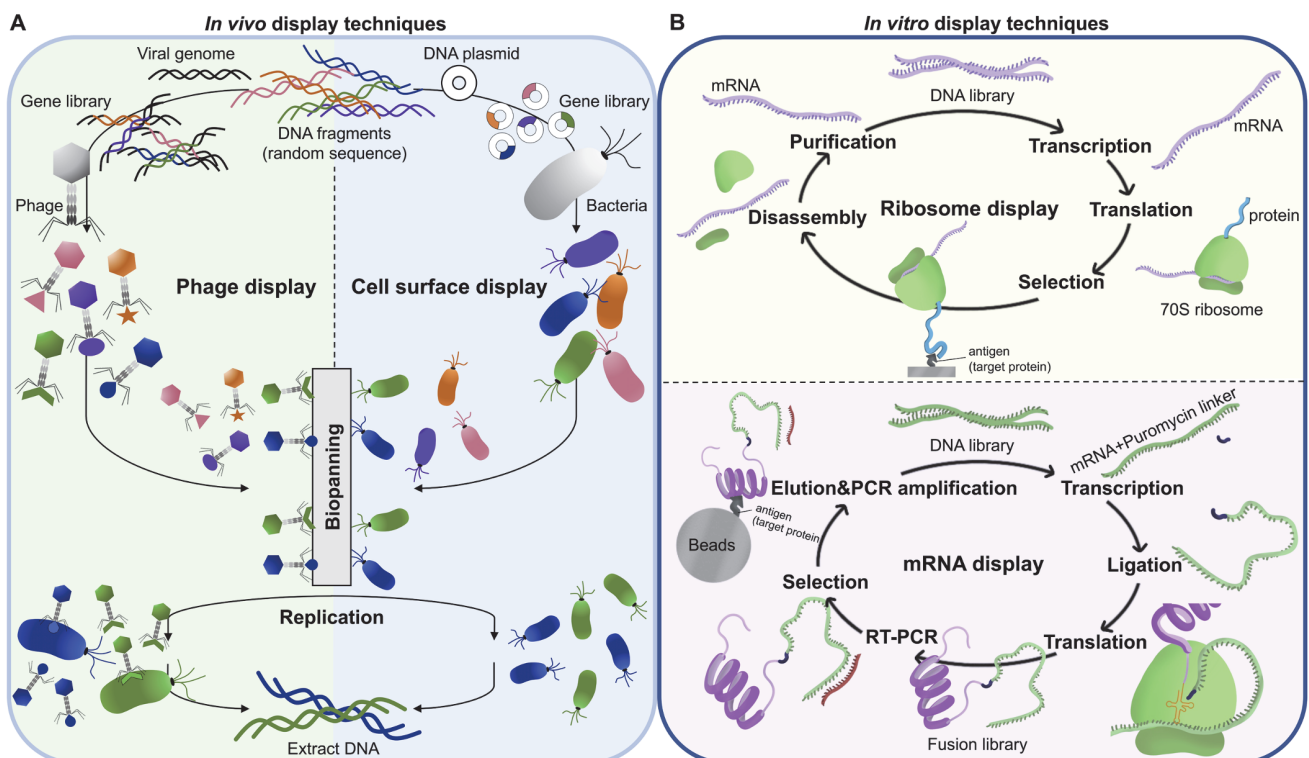 A
In vivo display techniques
Viral genome
DNA plasmid
Gene library
Gene library
DNA fragments
(random sequence)
Phage
Bacteria
Phage display
Cell surface display
Biopanning
Replication
Extract DNA
B
In vitro display techniques
mRNA
DNA library
mRNA
Purification
Transcription
Disassembly
Ribosome display
Translation
protein
Selection
70S ribosome
antigen
(target protein)
DNA library
mRNA+Puromycin linker
Elution&PCR amplification
Transcription
antigen
(target protein
Beads
mRNA display
Ligation
Selection
RT-PCR
Translation
Fusion library